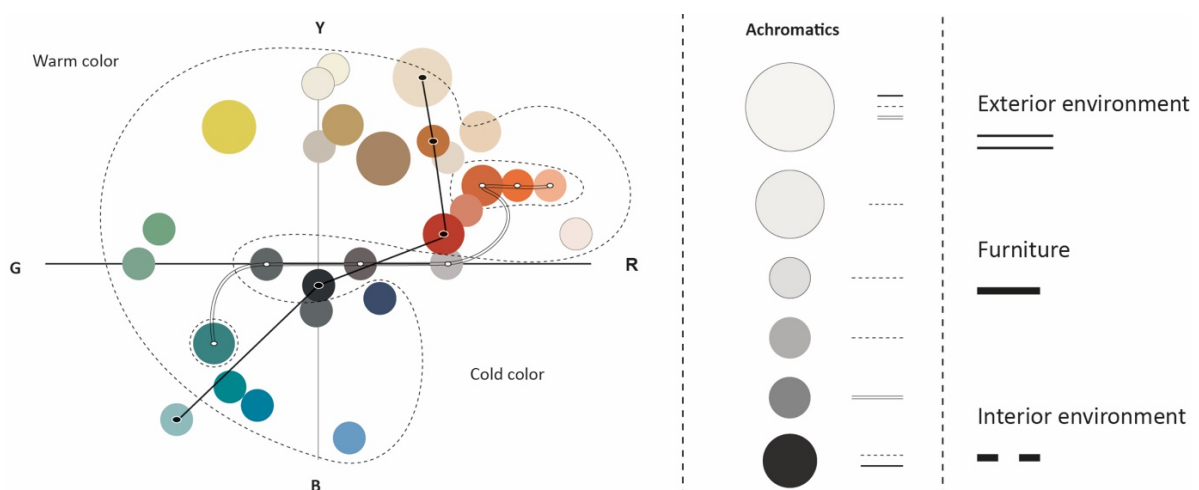 Y
Warm color
G
R
Cold color
B
Achromatics
Exterior environment
Furniture
Interior environment